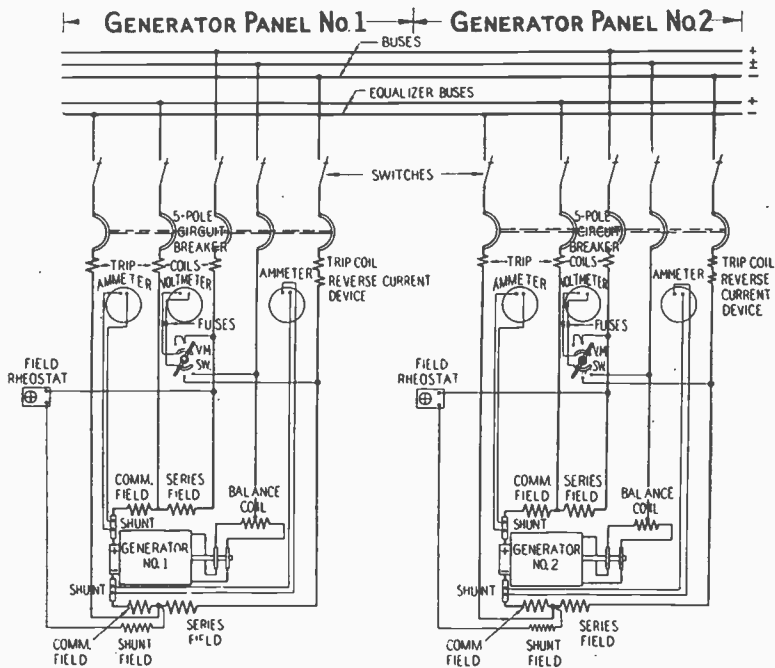 GENERATOR PANEL NO.1
GENERATOR PANEL NO.2
BUSES
+
±
−
EQUALIZER BUSES
+
−
SWITCHES
5-POLE
CIRCUIT
BREAKER
TRIP COILS
TRIP COIL
REVERSE CURRENT
DEVICE
AMMETER
VOLTMETER
AMMETER
FUSES
V.M.
SW.
FIELD
RHEOSTAT
COMM.
FIELD
SERIES
FIELD
BALANCE
COIL
SHUNT
+
GENERATOR
NO. 1
−
SHUNT
COMM.
FIELD
SHUNT
FIELD
SERIES
FIELD
5-POLE
CIRCUIT
BREAKER
TRIP COILS
TRIP COIL
REVERSE
CURRENT
DEVICE
AMMETER
VOLTMETER
AMMETER
FUSES
V.M.
SW.
FIELD
RHEOSTAT
COMM.
FIELD
SERIES
FIELD
BALANCE
COIL
SHUNT
+
GENERATOR
NO. 2
−
SHUNT
COMM
FIELD
SHUNT
FIELD
SERIES
FIELD